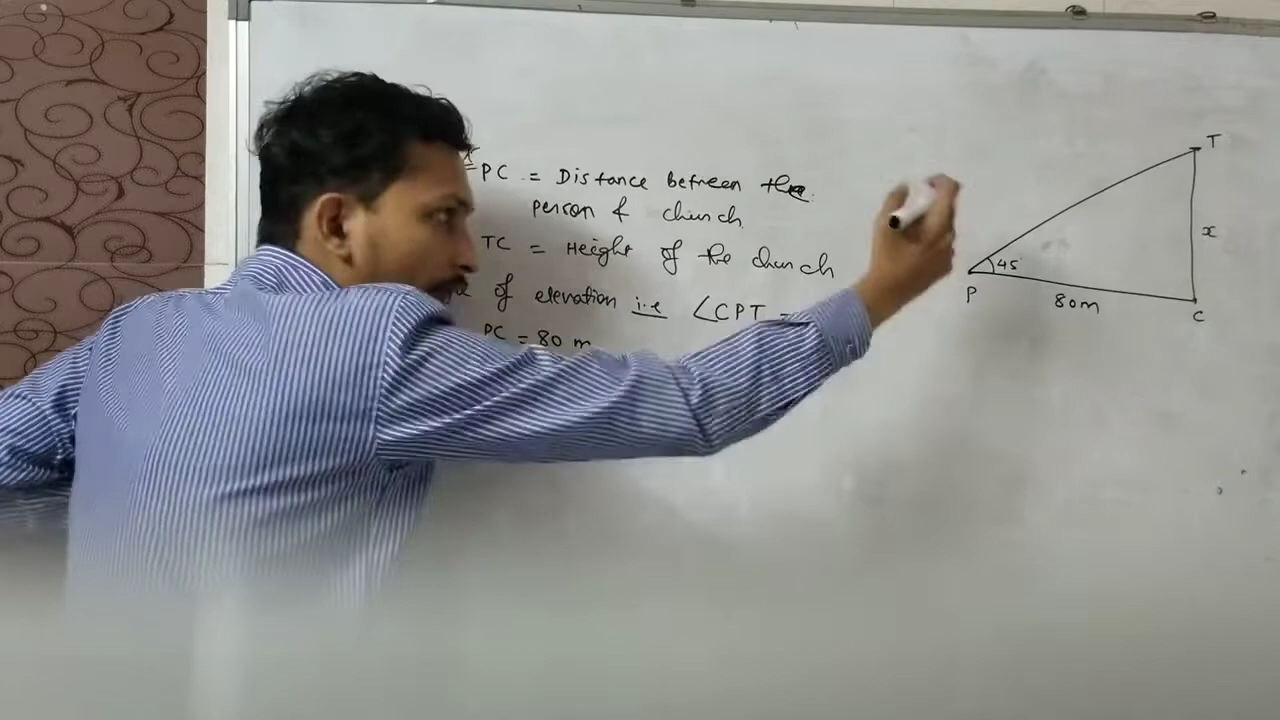 PC = Distance between the
person & church.
TC = Height of the church
of elevation i.e ∠CPT =
PC = 80 m
T
x
45
P
80m
C